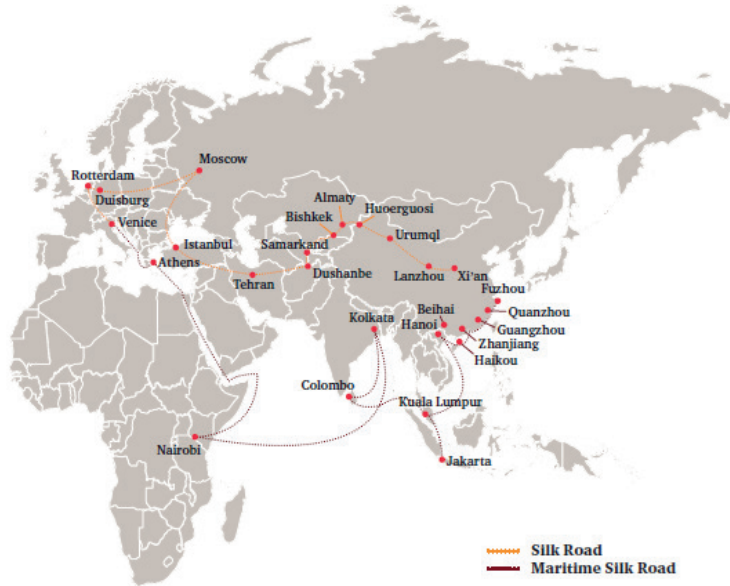 Moscow
Rotterdam
Duisburg
Almaty
Huoerguosi
Bishkek
Venice
Urumql
Istanbul
Samarkand
Athens
Tehran
Dushanbe
Lanzhou
Xi'an
Fuzhou
Kolkata
Beihai
Quanzhou
Hanoi
Guangzhou
Zhanjiang
Haikou
Colombo
Kuala Lumpur
Nairobi
Jakarta
Silk Road
Maritime Silk Road